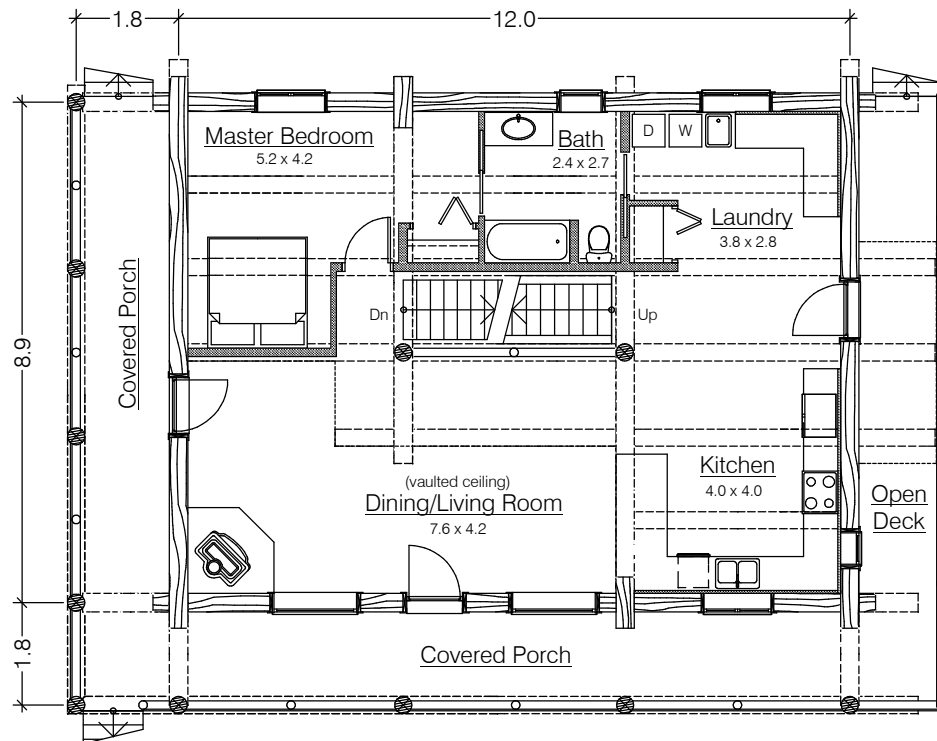 1.8
12.0
Master Bedroom
5.2 x 4.2
Bath
2.4 x 2.7
D
W
Laundry
3.8 x 2.8
Covered Porch
8.9
Dn
Up
(vaulted ceiling)
Dining/Living Room
7.6 x 4.2
Kitchen
4.0 x 4.0
Open
Deck
1.8
Covered Porch